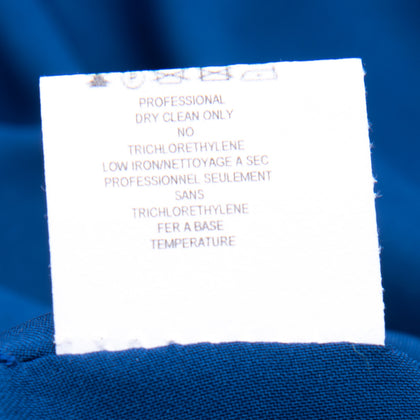 PROFESSIONAL
DRY CLEAN ONLY
NO
TRICHLORETHYLENE
LOW IRON/NETTOYAGE A SEC
PROFESSIONNEL SEULEMENT
SANS
TRICHLORETHYLENE
FER A BASE
TEMPERATURE